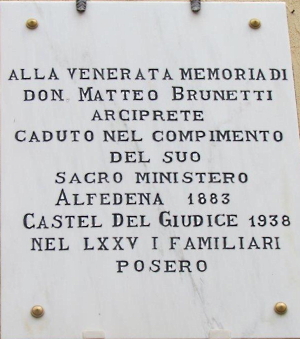 ALLA VENERATA MEMORIA DI
DON. MATTEO BRUNETTI
ARCIPRETE
CADUTO NEL COMPIMENTO
DEL SUO
SACRO MINISTERO
ALFEDENA 1883
CASTEL DEL GIUDICE 1938
NEL LXXV I FAMILIARI
POSERO